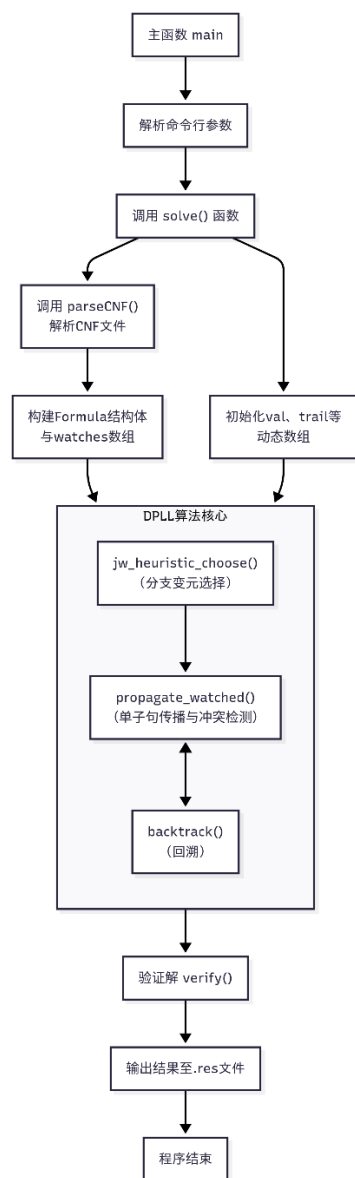 主函数 main
解析命令行参数
调用 solve() 函数
调用 parseCNF()
解析CNF文件
构建Formula结构体
与watches数组
初始化val、trail等
动态数组
DPLL算法核心
jw_heuristic_choose()
（分支变元选择）
propagate_watched()
（单子句传播与冲突检测）
backtrack()
（回溯）
验证解 verify()
输出结果至.res文件
程序结束